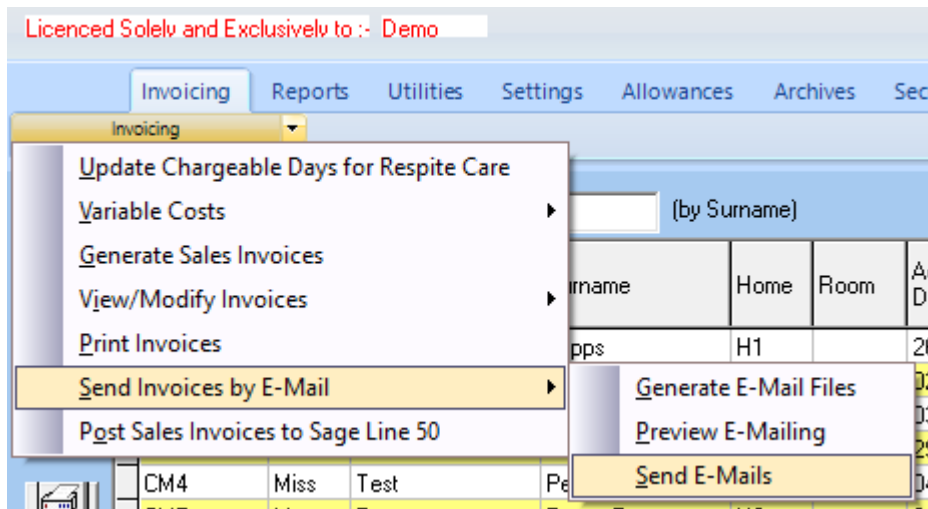 Licenced Solely and Exclusively to :- Demo
Invoicing Reports Utilities Settings Allowances Archives
Invoicing
Update Chargeable Days for Respite Care
Variable Costs
(by Surname)
Generate Sales Invoices
View/Modify Invoices
Home Room
Print Invoices
H1
Send Invoices by E-Mail
Generate E-Mail Files
Post Sales Invoices to Sage Line 50
Preview E-Mailing
Send E-Mails
CM4 Miss Test